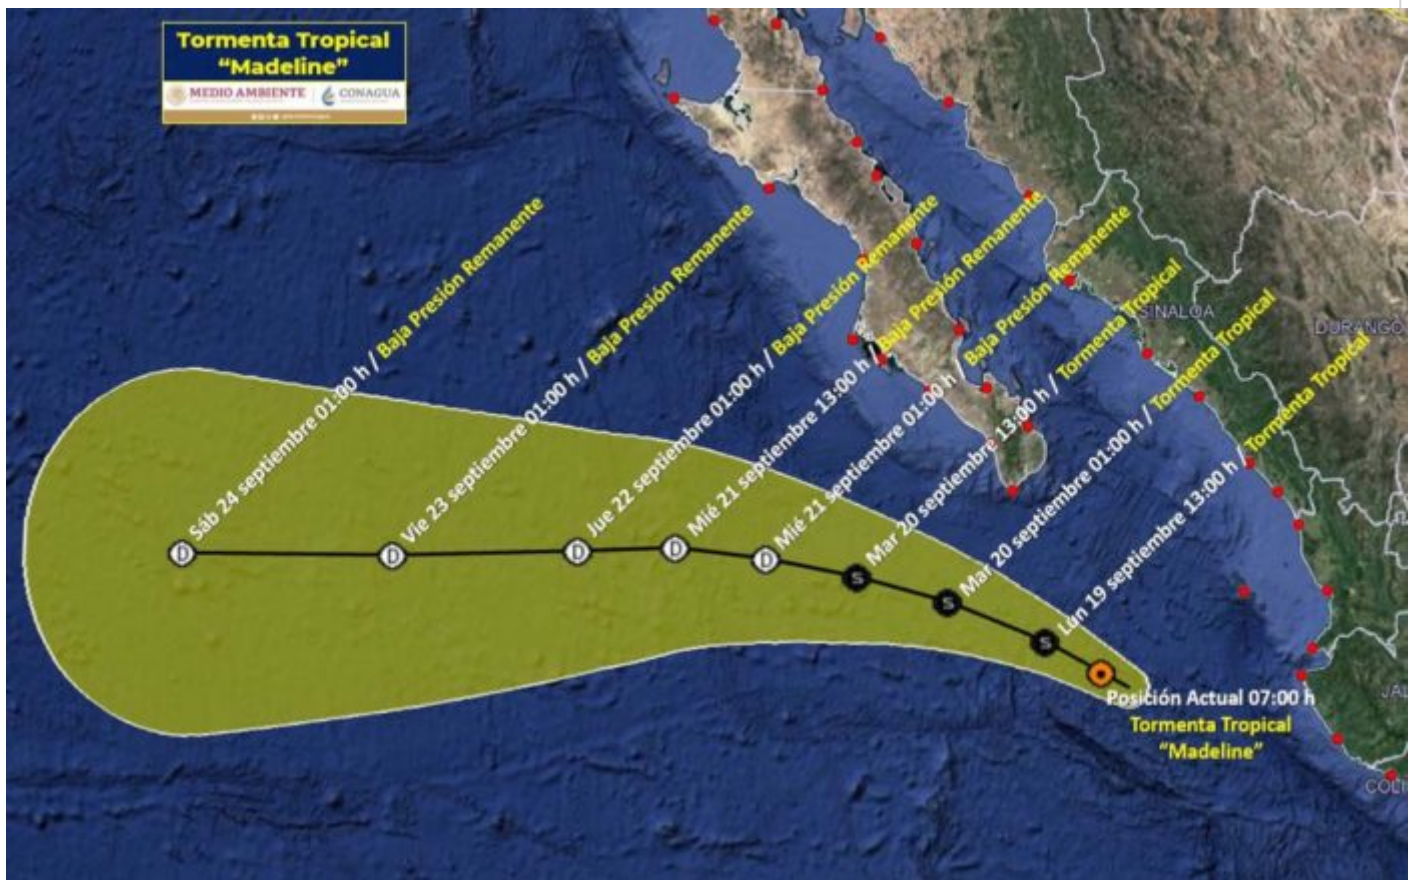 Tormenta Tropical
“Madeline”
MEDIO AMBIENTE
CONAGUA
Sáb 24 septiembre 01:00 h / Baja Presión Remanente
Vie 23 septiembre 01:00 h / Baja Presión Remanente
Jue 22 septiembre 01:00 h / Baja Presión Remanente
Mié 21 septiembre 13:00 h / Baja Presión Remanente
Mié 21 septiembre 01:00 h / Baja Presión Remanente
Mar 20 septiembre 13:00 h / Tormenta Tropical
Mar 20 septiembre 01:00 h / Tormenta Tropical
Lun 19 septiembre 13:00 h / Tormenta Tropical
SINALOA
DURANGO
D
D
D
D
D
S
S
S
Posición Actual 07:00 h
Tormenta Tropical
“Madeline”
JAL
COLI